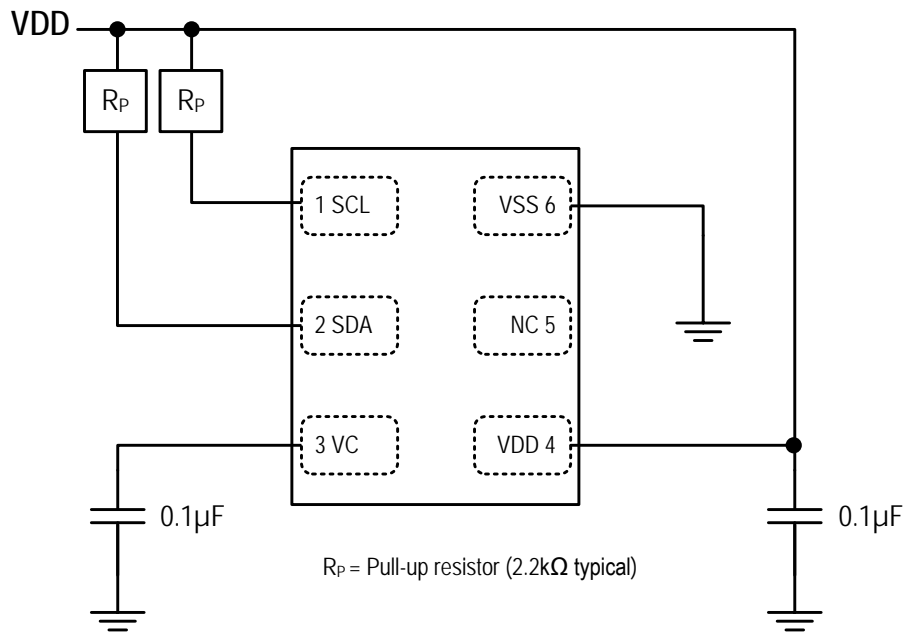 VDD
RP RP
1 SCL VSS 6
2 SDA NC 5
3 VC VDD 4
0.1µF 0.1µF
RP = Pull-up resistor (2.2kΩ typical)